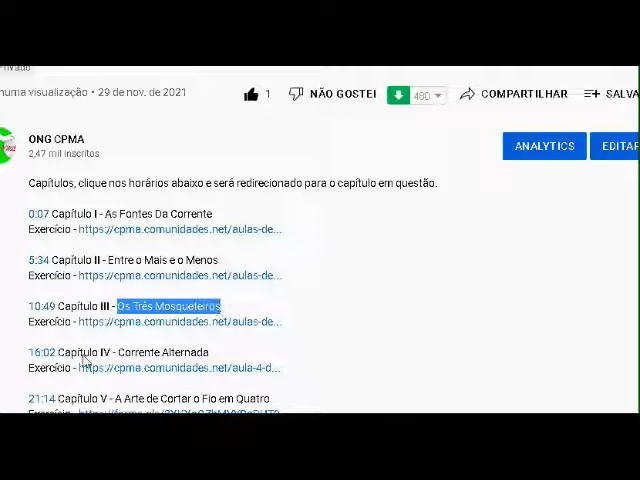 Privado
huma visualização • 29 de nov. de 2021
1
NÃO GOSTEI
480
COMPARTILHAR
SALVA
ONG CPMA
2,47 mil inscritos
ANALYTICS
EDITAR
Capítulos, clique nos horários abaixo e será redirecionado para o capítulo em questão.
0:07 Capítulo I - As Fontes Da Corrente
Exercício - https://cpma.comunidades.net/aulas-de...
5:34 Capítulo II - Entre o Mais e o Menos
Exercício - https://cpma.comunidades.net/aulas-de...
10:49 Capítulo III - Os Três Mosqueteiros
Exercício - https://cpma.comunidades.net/aulas-de...
16:02 Capítulo IV - Corrente Alternada
Exercício - https://cpma.comunidades.net/aula-4-d...
21:14 Capítulo V - A Arte de Cortar o Fio em Quatro